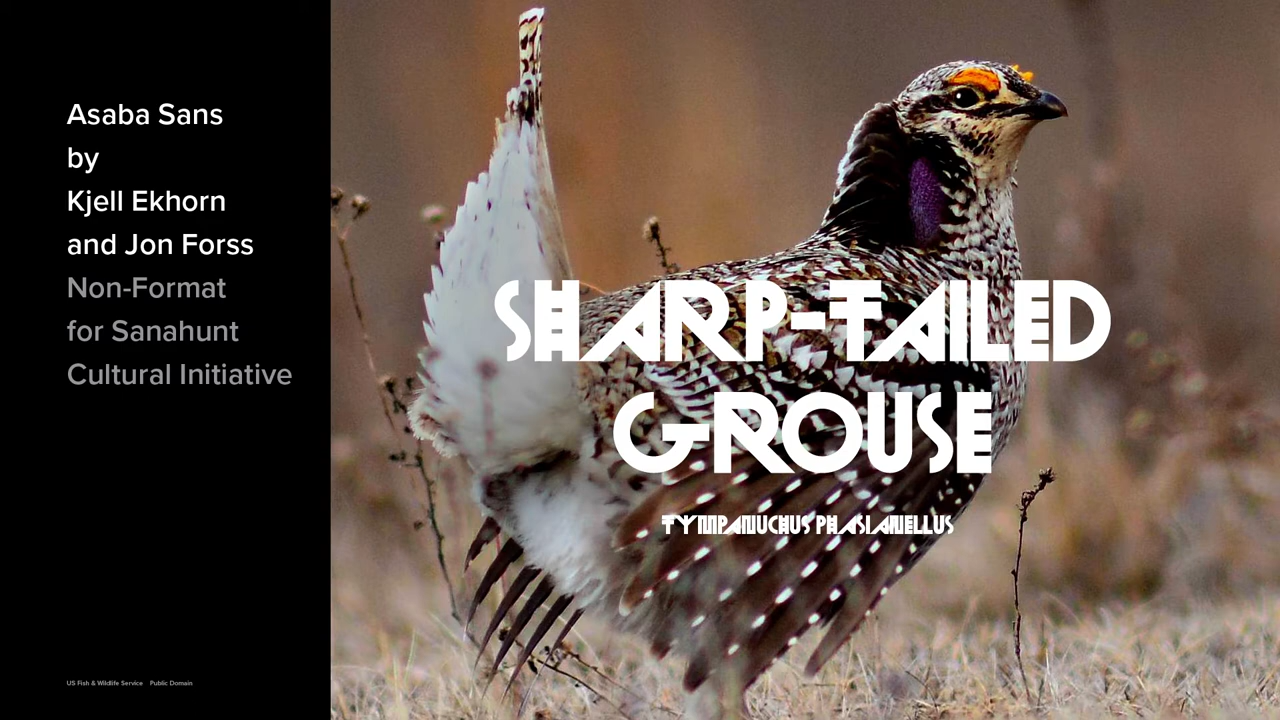 Asaba Sans
by
Kjell Ekhorn
and Jon Forss
Non-Format
for Sanahunt
Cultural Initiative
SHARP-TAILED
GROUSE
TYMPANUCHUS PHASIANELLUS
US Fish & Wildlife Service Public Domain